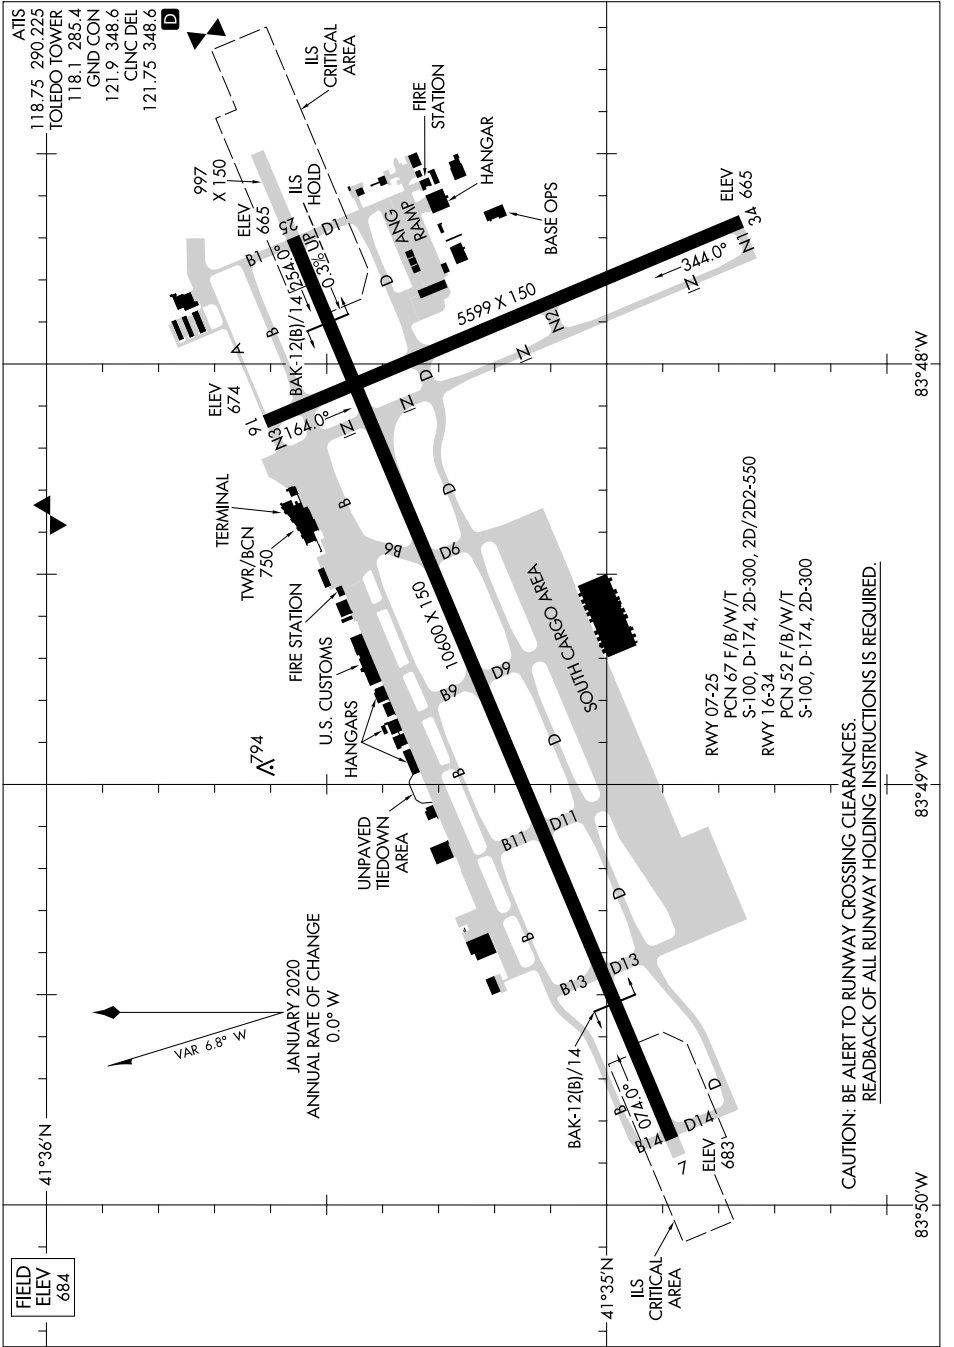 ATIS
118.75 290.225
TOLEDO TOWER
118.1 285.4
GND CON
121.9 348.6
CLNC DEL
121.75 348.6
D
FIELD
ELEV
684
41°36'N
41°35'N
83°48'W
83°49'W
83°50'W
JANUARY 2020
ANNUAL RATE OF CHANGE
0.0° W
VAR 6.8° W
794
UNPAVED
TIEDOWN
AREA
HANGARS
U.S. CUSTOMS
FIRE STATION
TWR/BCN
750
TERMINAL
ELEV
674
16
N3
164.0°
A
B
B1
997
X 150
ELEV
665
25
ILS
HOLD
ILS
CRITICAL
AREA
254.0°
0.3% UP
BAK-12(B)/14
D1
D
ANG
RAMP
FIRE
STATION
HANGAR
BASE OPS
ELEV
665
34
N1
344.0°
N
N
N2
N
N
N
D
5599 X 150
B
B6
D6
D
10600 X 150
B9
D9
B
D
B11
D11
B
D
B13
D13
SOUTH CARGO AREA
BAK-12(B)/14
B
074.0°
B14
D14
D
7
ELEV
683
ILS
CRITICAL
AREA
RWY 07-25
PCN 67 F/B/W/T
S-100, D-174, 2D-300, 2D/2D2-550
RWY 16-34
PCN 52 F/B/W/T
S-100, D-174, 2D-300
CAUTION: BE ALERT TO RUNWAY CROSSING CLEARANCES.
READBACK OF ALL RUNWAY HOLDING INSTRUCTIONS IS REQUIRED.